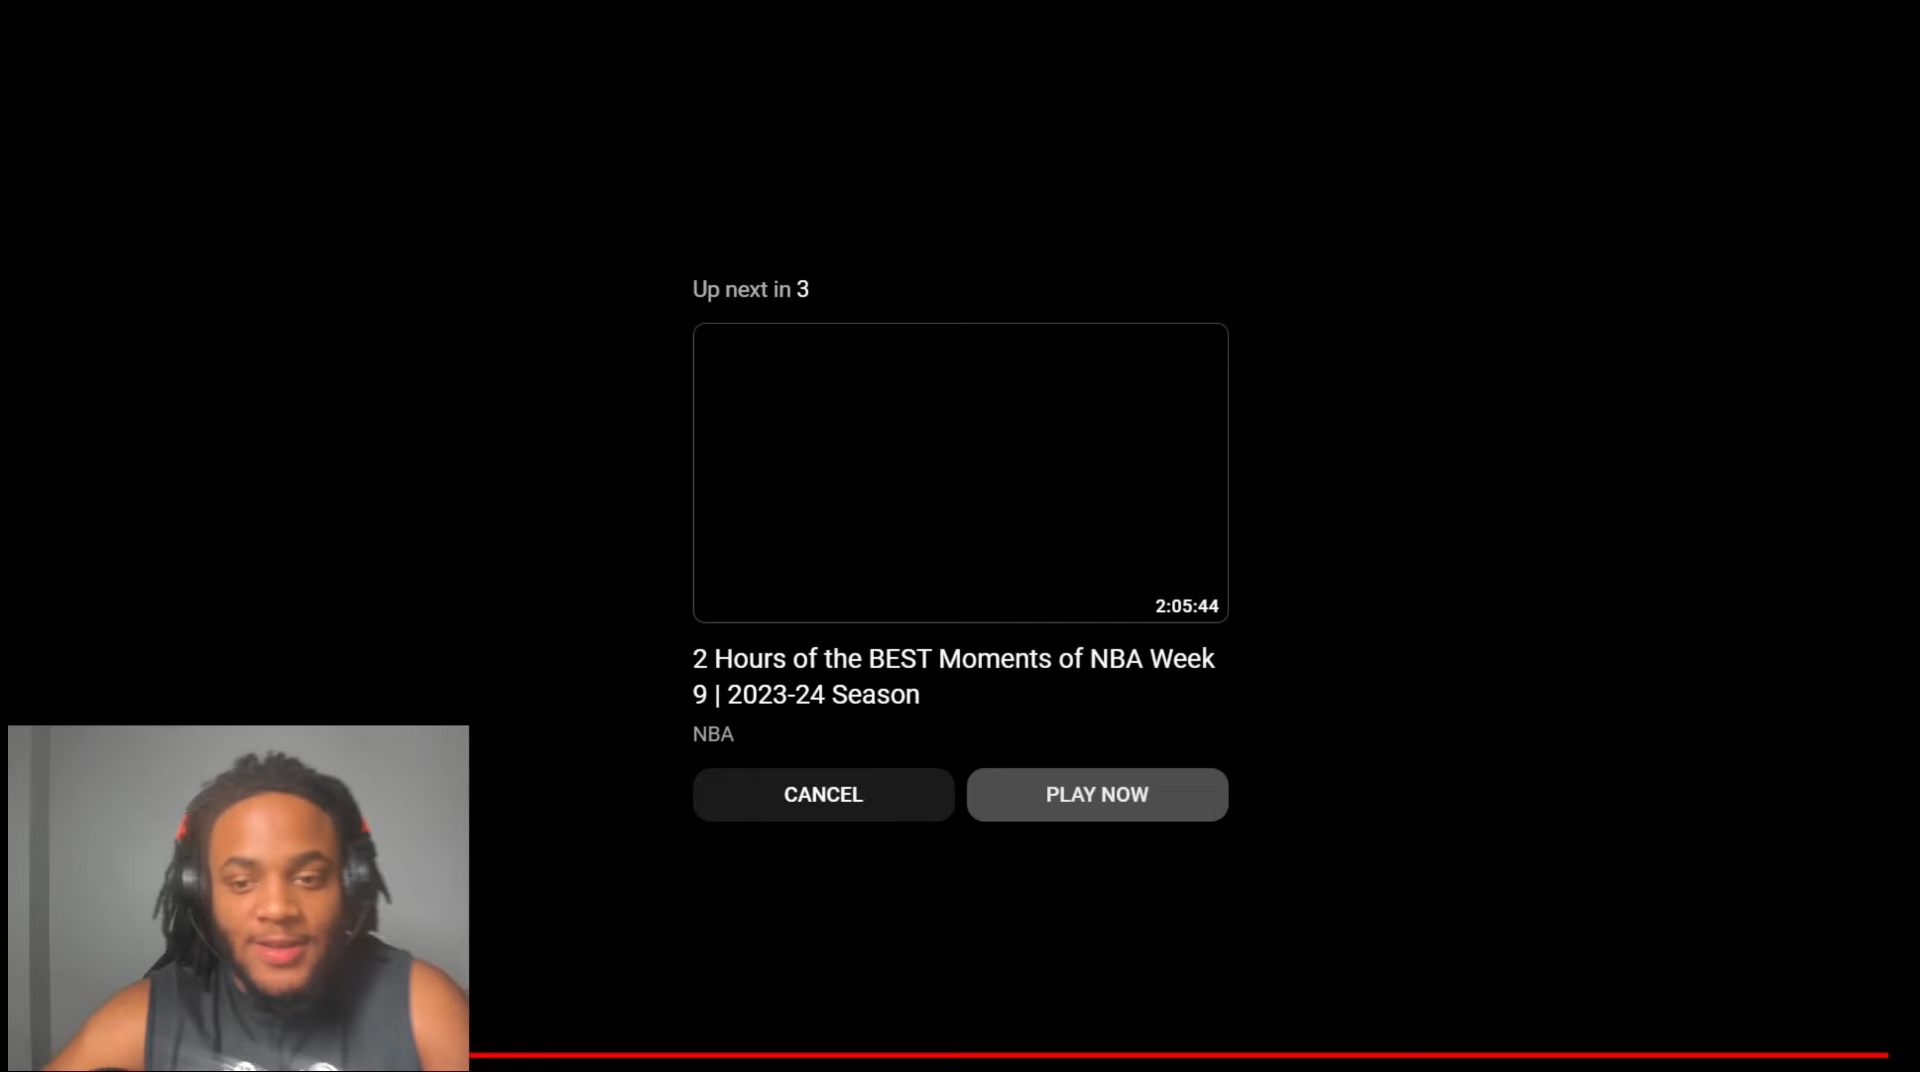 Up next in 3
2:05:44
2 Hours of the BEST Moments of NBA Week
9 | 2023-24 Season
NBA
CANCEL
PLAY NOW